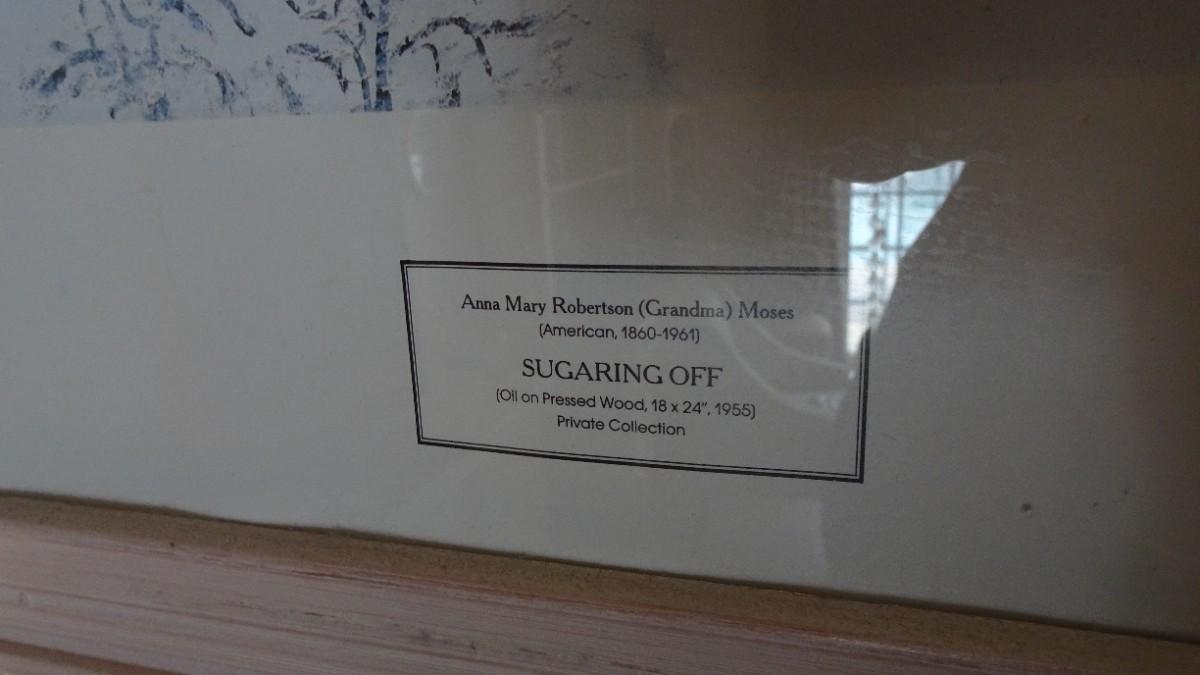 Anna Mary Robertson (Grandma) Moses
(American, 1860-1961)
SUGARING OFF
(Oil on Pressed Wood, 18 x 24", 1955)
Private Collection